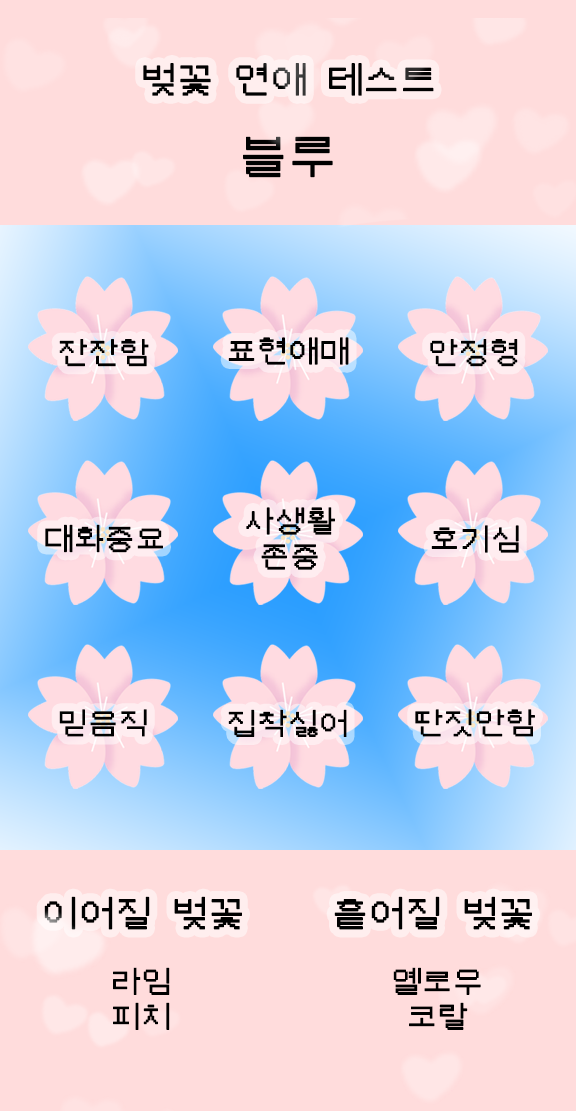 벚꽃 연애 테스트
블루
잔잔함
표현애매
안정형
대화중요
사생활
존중
호기심
믿음직
집착싫어
딴짓안함
이어질 벚꽃
흩어질 벚꽃
라임
피치
옐로우
코랄